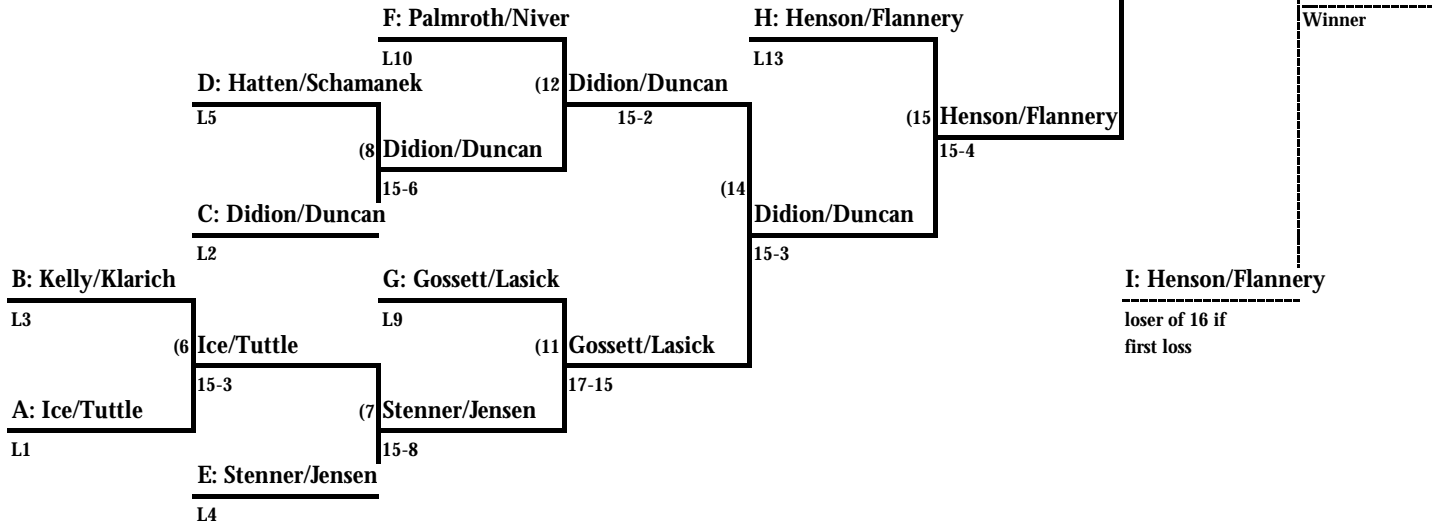 F: Palmroth/Niver
H: Henson/Flannery
Winner
L10
L13
D: Hatten/Schamanek
(12 Didion/Duncan
L5
15-2
(15 Henson/Flannery
(8 Didion/Duncan
15-4
15-6
(14
C: Didion/Duncan
Didion/Duncan
L2
15-3
B: Kelly/Klarich
G: Gossett/Lasick
I: Henson/Flannery
L3
L9
loser of 16 if
first loss
(6 Ice/Tuttle
(11 Gossett/Lasick
15-3
17-15
A: Ice/Tuttle
(7 Stenner/Jensen
L1
15-8
E: Stenner/Jensen
L4